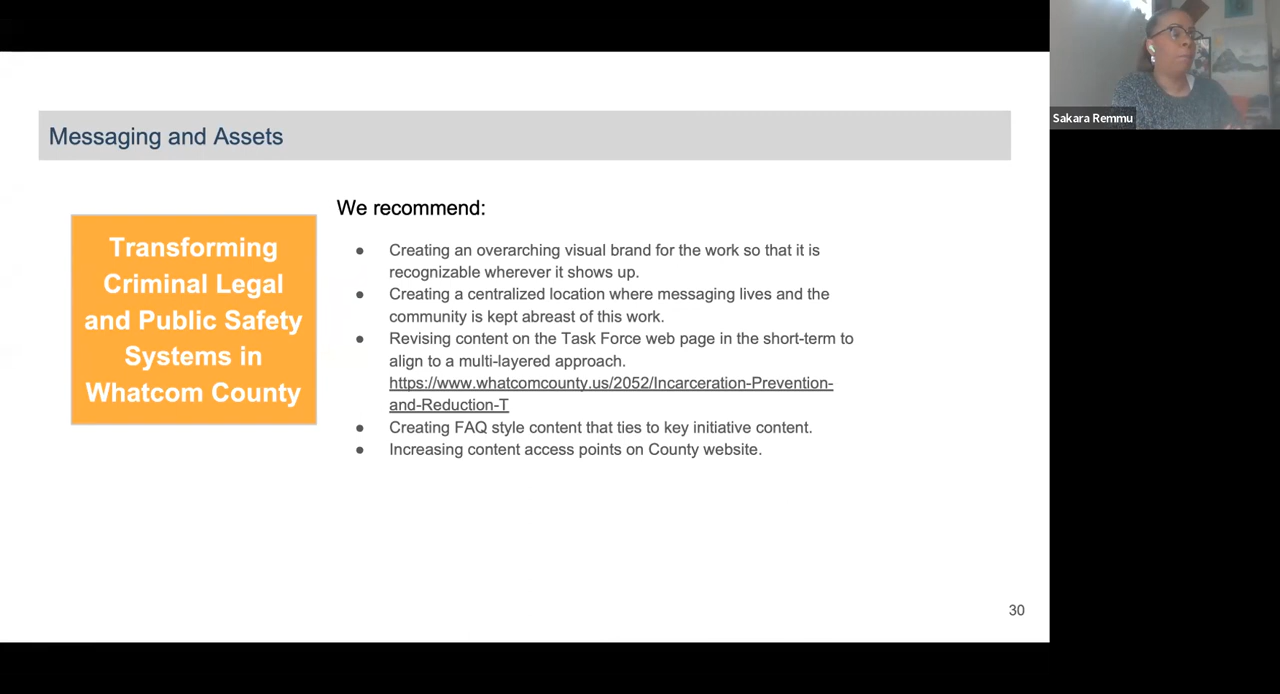 Sakara Remmu
Messaging and Assets
Transforming
Criminal Legal
and Public Safety
Systems in
Whatcom County
We recommend:
● Creating an overarching visual brand for the work so that it is
recognizable wherever it shows up.
● Creating a centralized location where messaging lives and the
community is kept abreast of this work.
● Revising content on the Task Force web page in the short-term to
align to a multi-layered approach.
https://www.whatcomcounty.us/2052/Incarceration-Prevention-
and-Reduction-T
● Creating FAQ style content that ties to key initiative content.
● Increasing content access points on County website.
30